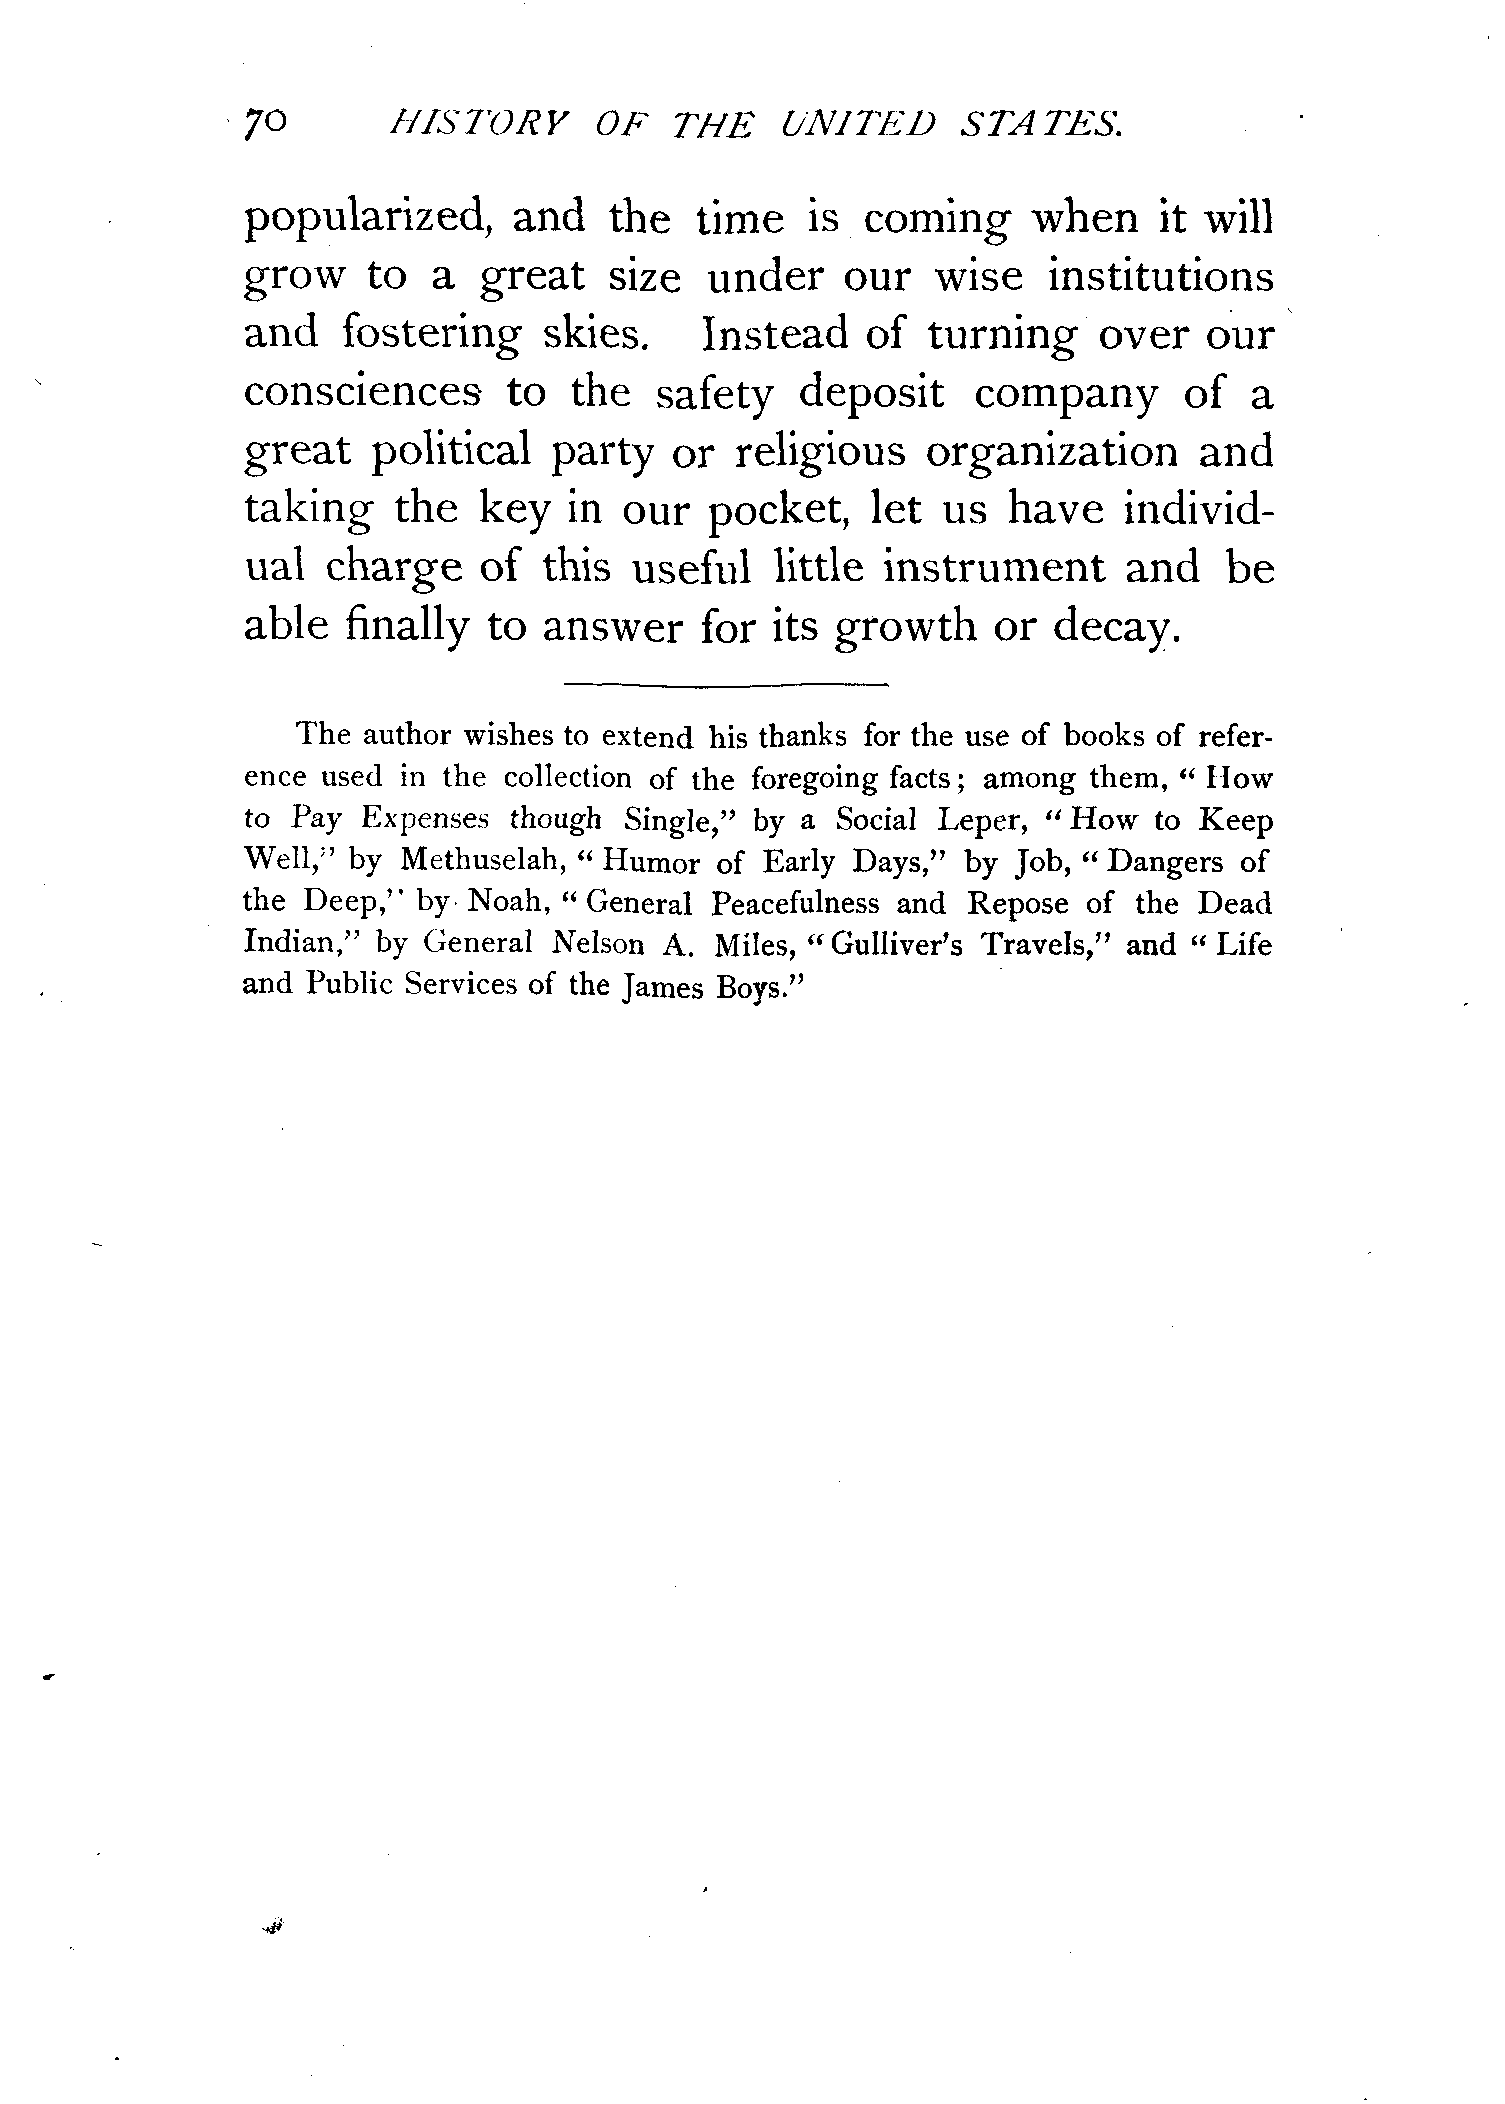 70 HISTORY OF THE UNITED STATES.
popularized, and the time is coming when it will
grow to a great size under our wise institutions
and fostering skies. Instead of turning over our
consciences to the safety deposit company of a
great political party or religious organization and
taking the key in our pocket, let us have individ-
ual charge of this useful little instrument and be
able finally to answer for its growth or decay.
The author wishes to extend his thanks for the use of books of refer-
ence used in the collection of the foregoing facts; among them, "How
to Pay Expenses though Single," by a Social Leper, "How to Keep
Well," by Methuselah, "Humor of Early Days," by Job, "Dangers of
the Deep," by Noah, "General Peacefulness and Repose of the Dead
Indian," by General Nelson A. Miles, "Gulliver's Travels," and "Life
and Public Services of the James Boys."